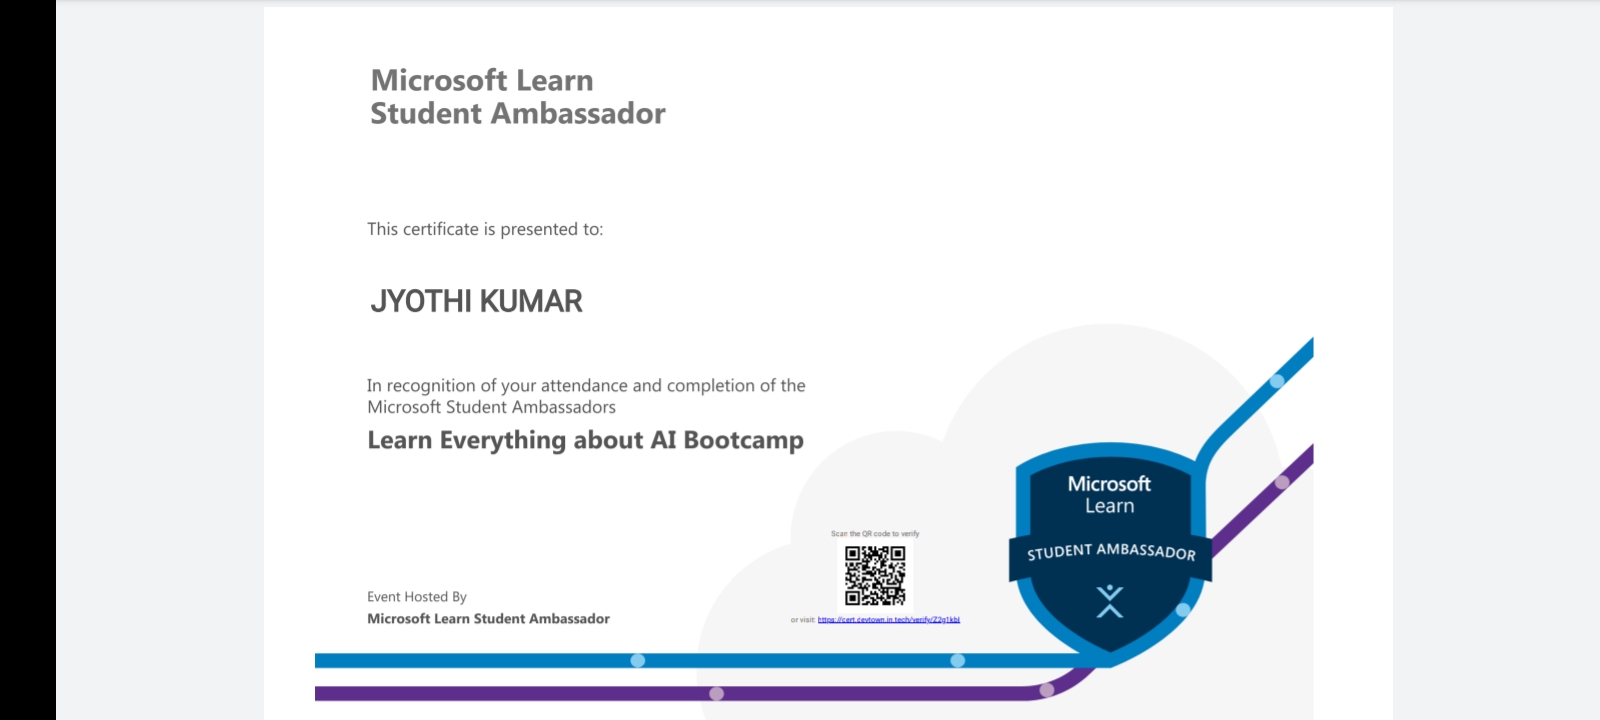 Microsoft Learn
Student Ambassador
This certificate is presented to:
JYOTHI KUMAR
In recognition of your attendance and completion of the
Microsoft Student Ambassadors
Learn Everything about AI Bootcamp
Scan the QR code to verify
or visit: https://cert.devtown.in.tech/verify/Z2g1kbI
Event Hosted By
Microsoft Learn Student Ambassador
Microsoft
Learn
STUDENT AMBASSADOR